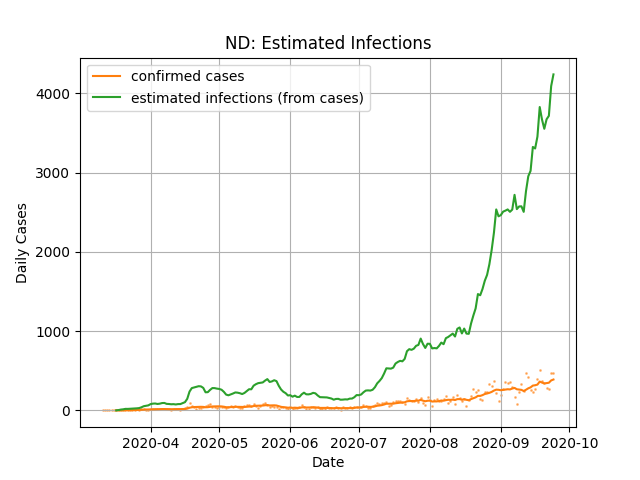 ND: Estimated Infections
confirmed cases
estimated infections (from cases)
Daily Cases
4000
3000
2000
1000
0
2020-04 2020-05 2020-06 2020-07 2020-08 2020-09 2020-10
Date